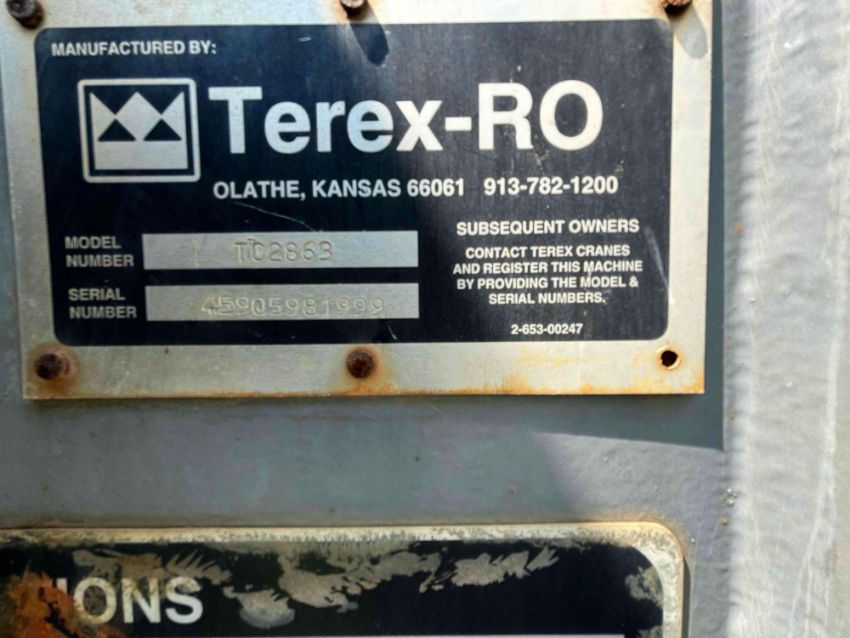 MANUFACTURED BY:
Terex-RO
OLATHE, KANSAS 66061 913-782-1200
MODEL
NUMBER
TC2863
SERIAL
NUMBER
45905981999
SUBSEQUENT OWNERS
CONTACT TEREX CRANES
AND REGISTER THIS MACHINE
BY PROVIDING THE MODEL &
SERIAL NUMBERS.
2-653-00247
IONS